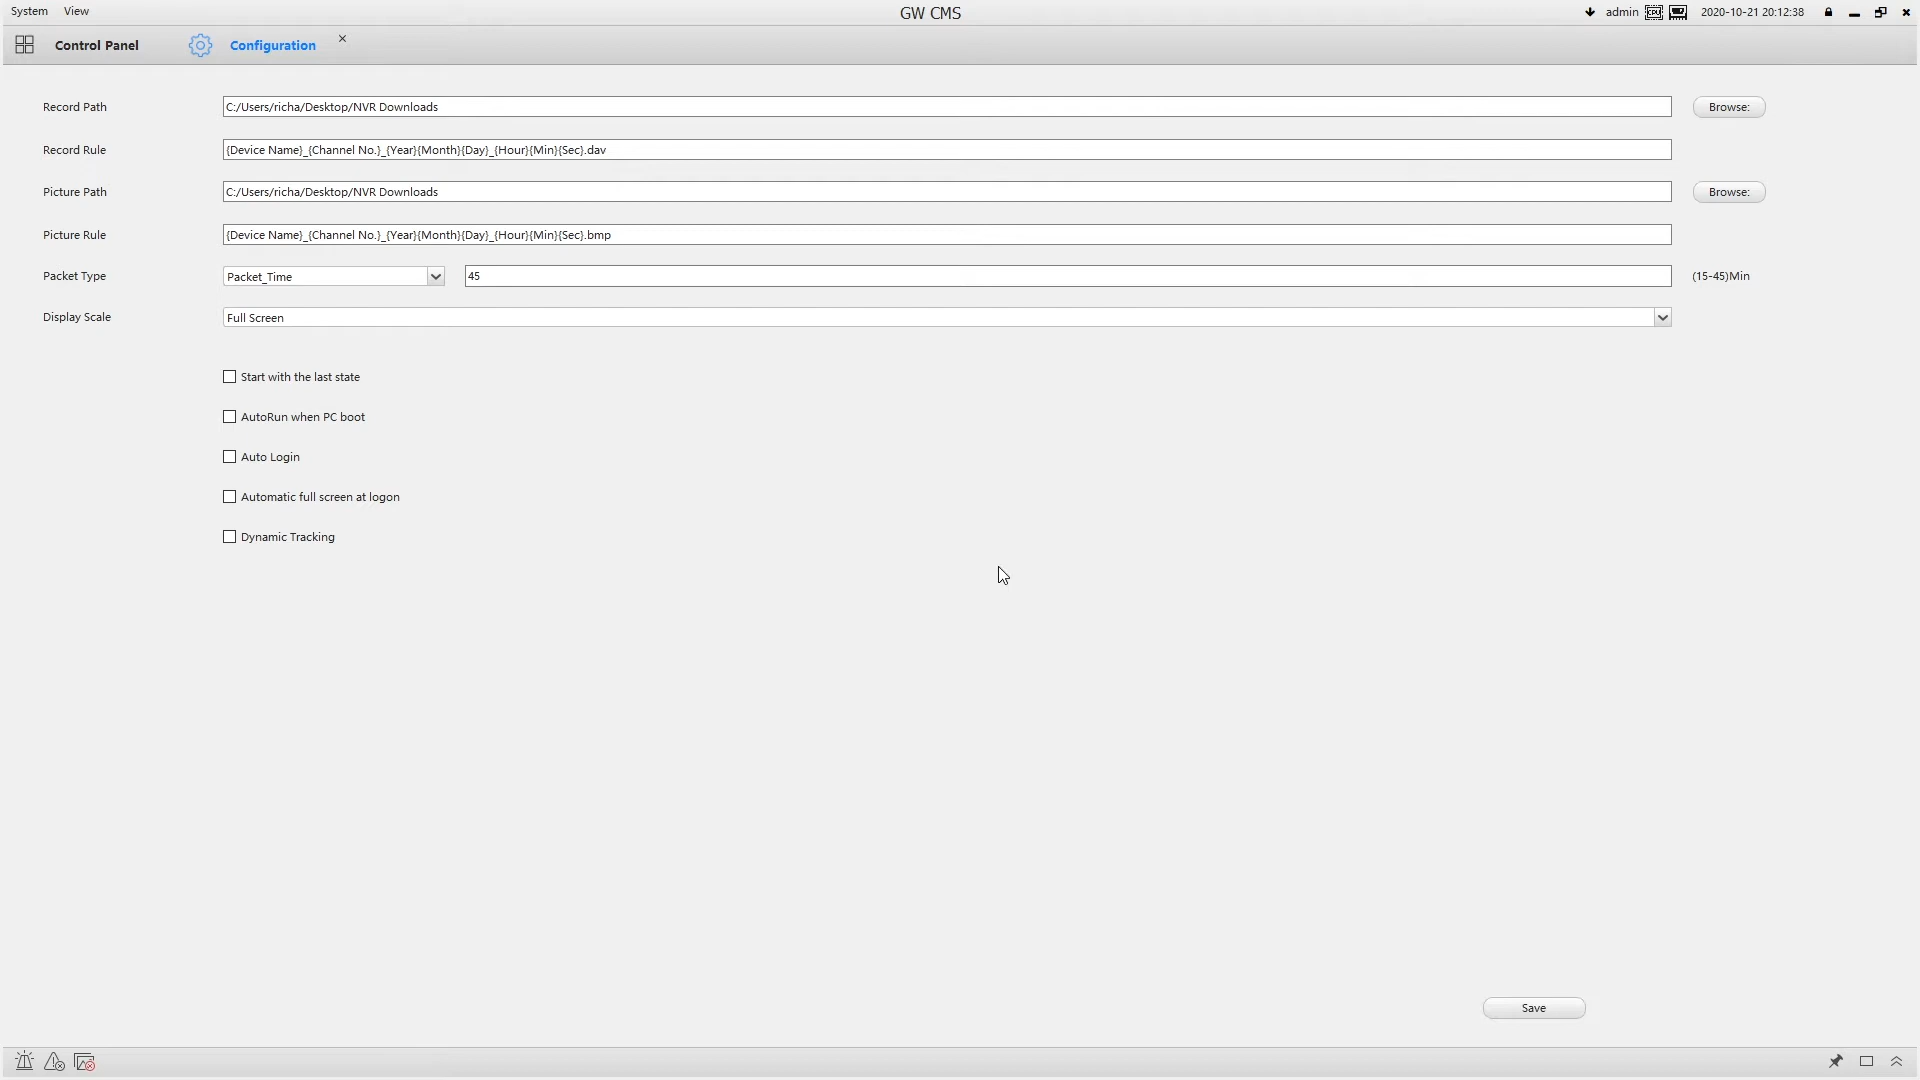 System View GW CMS admin CPU 2020-10-21 20:12:38
Control Panel Configuration
Record Path C:/Users/richa/Desktop/NVR Downloads Browse:
Record Rule {Device Name}_{Channel No.}_{Year}{Month}{Day}_{Hour}{Min}{Sec}.dav
Picture Path C:/Users/richa/Desktop/NVR Downloads Browse:
Picture Rule {Device Name}_{Channel No.}_{Year}{Month}{Day}_{Hour}{Min}{Sec}.bmp
Packet Type Packet_Time 45 (15-45)Min
Display Scale Full Screen
Start with the last state
AutoRun when PC boot
Auto Login
Automatic full screen at logon
Dynamic Tracking
Save